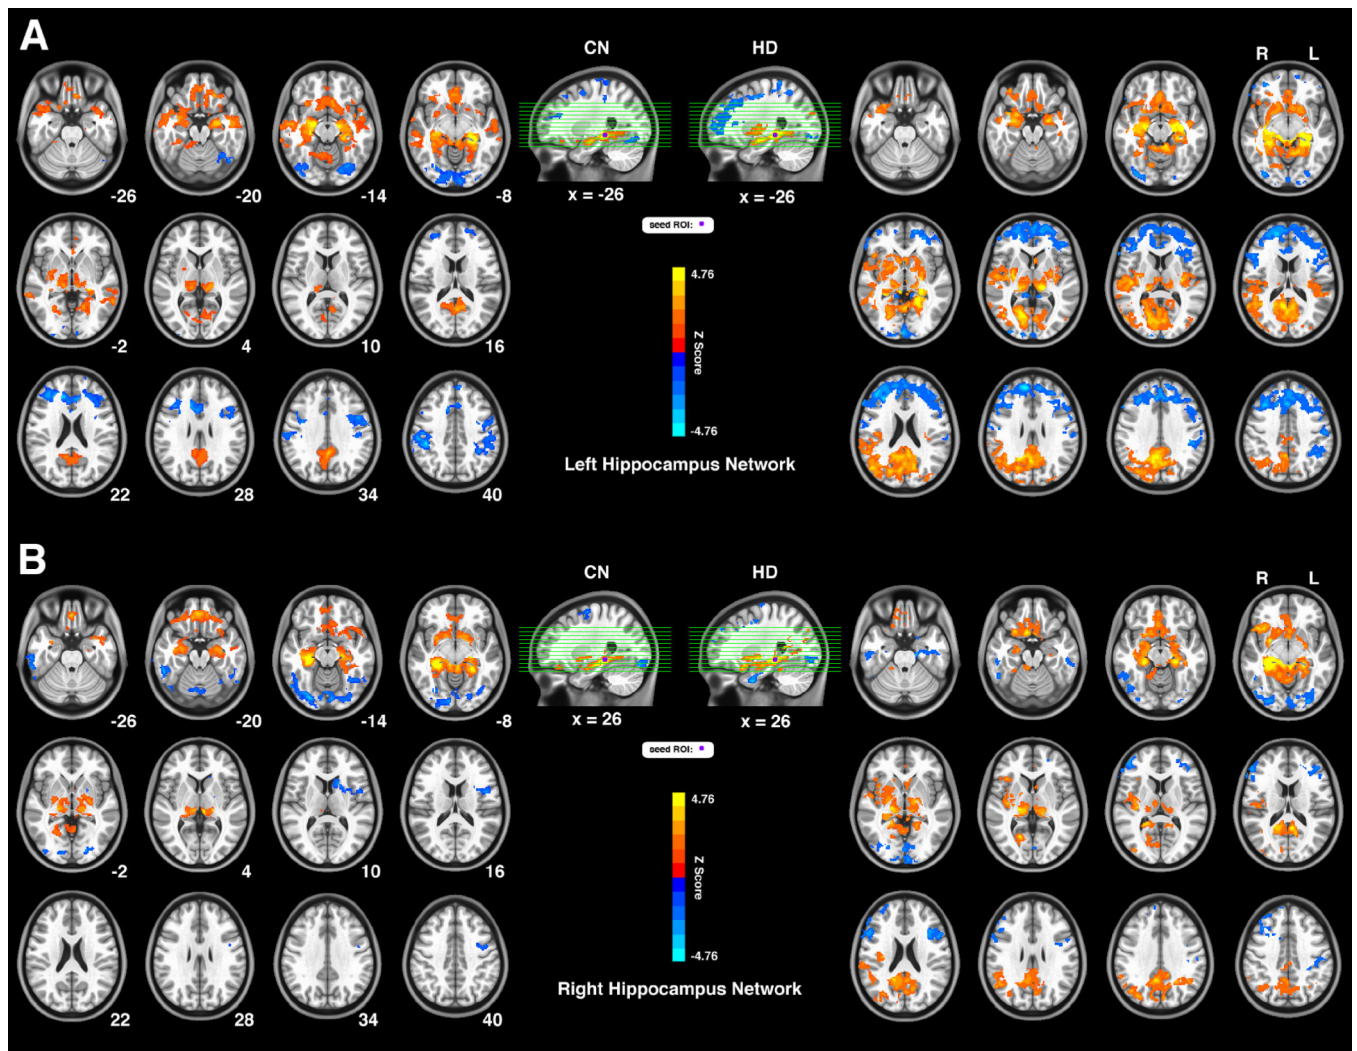 A
CN
HD
R L
-26
-20
-14
-8
x = -26
x = -26
seed ROI:
4.76
Z Score
-4.76
-2
4
10
16
Left Hippocampus Network
22
28
34
40
B
CN
HD
R L
-26
-20
-14
-8
x = 26
x = 26
seed ROI:
4.76
Z Score
-4.76
-2
4
10
16
Right Hippocampus Network
22
28
34
40